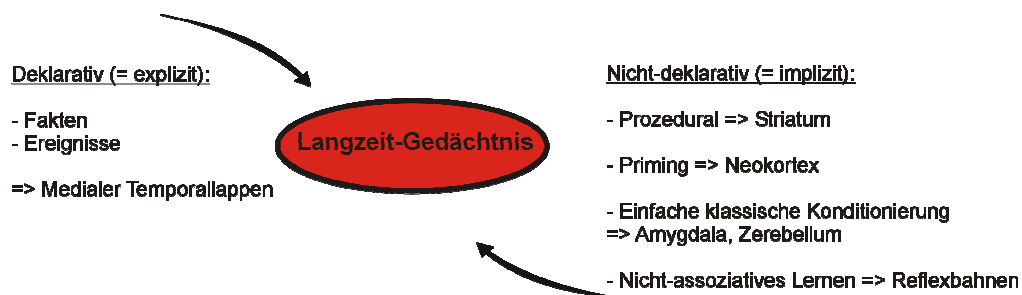 Deklarativ (= explizit):
- Fakten
- Ereignisse
=> Medialer Temporallappen
Langzeit-Gedächtnis
Nicht-deklarativ (= implizit):
- Prozedural => Striatum
- Priming => Neokortex
- Einfache klassische Konditionierung
=> Amygdala, Zerebellum
- Nicht-assoziatives Lernen => Reflexbahnen